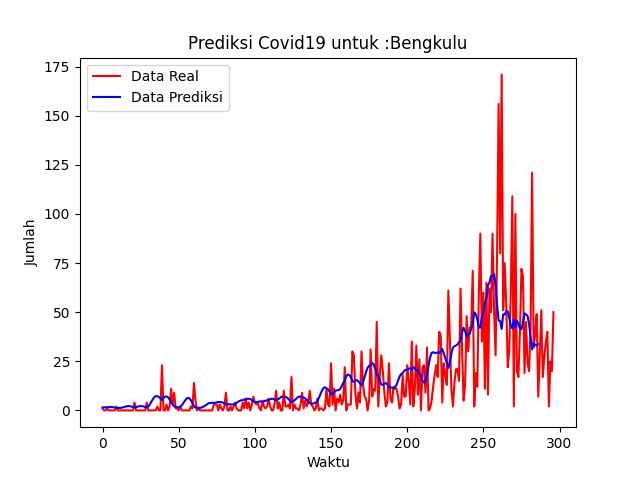 Prediksi Covid19 untuk :Bengkulu
Data Real
Data Prediksi
175
150
125
100
75
50
25
0
Jumlah
0 50 100 150 200 250 300
Waktu